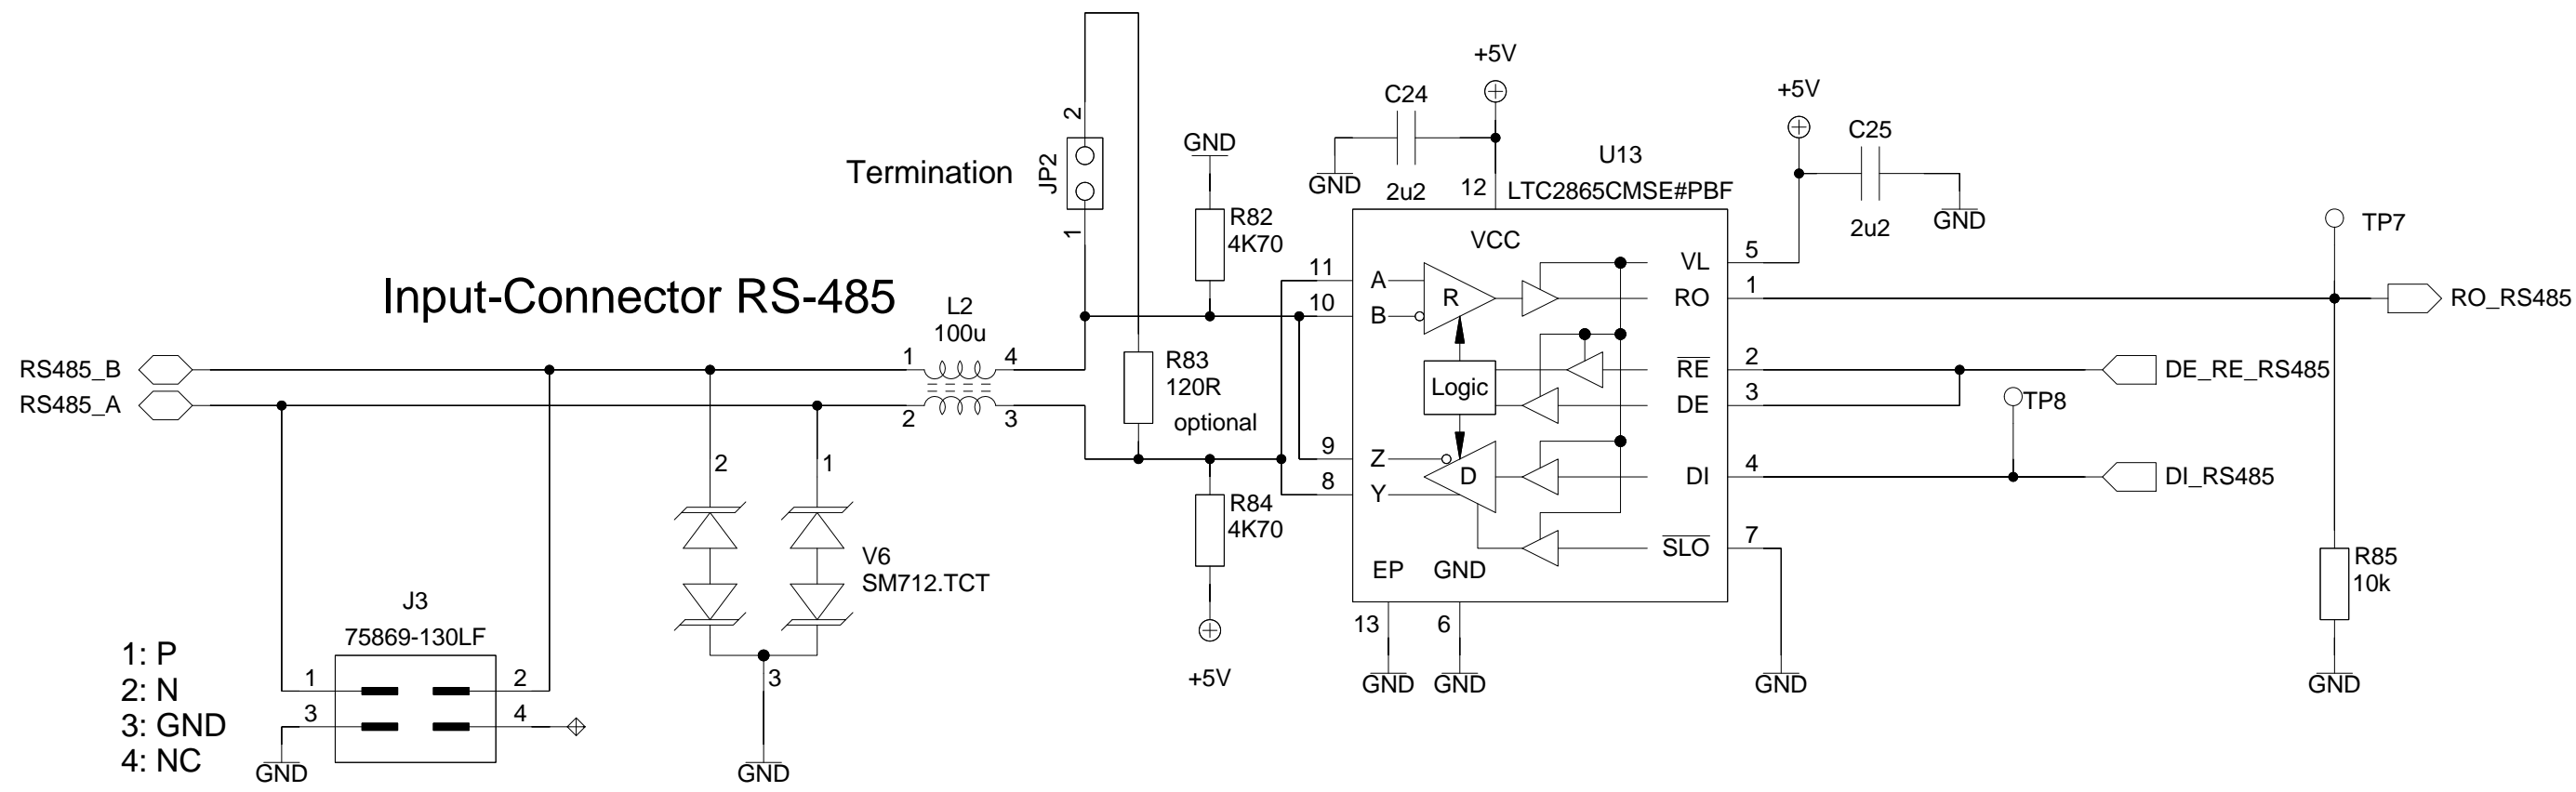 +5V
C24
+5V
2
C25
GND
JP2
Termination
U13
GND
2u2
12
LTC2865CMSE#PBF
R82
4K70
GND
2u2
TP7
1
VCC
5
VL
11
A
Input-Connector RS-485
R
1
RO
RO_RS485
L2
100u
10
B
1
4
R83
120R
optional
RS485_B
RS485_A
2
3
Logic
2
RE
DE_RE_RS485
3
DE
TP8
9
Z
2
1
D
4
DI
DI_RS485
8
Y
R84
4K70
7
SLO
V6
SM712.TCT
EP
GND
R85
10k
J3
75869-130LF
13
6
1: P
2: N
3: GND
4: NC
1
2
3
4
3
+5V
GND
GND
GND
GND
GND
GND